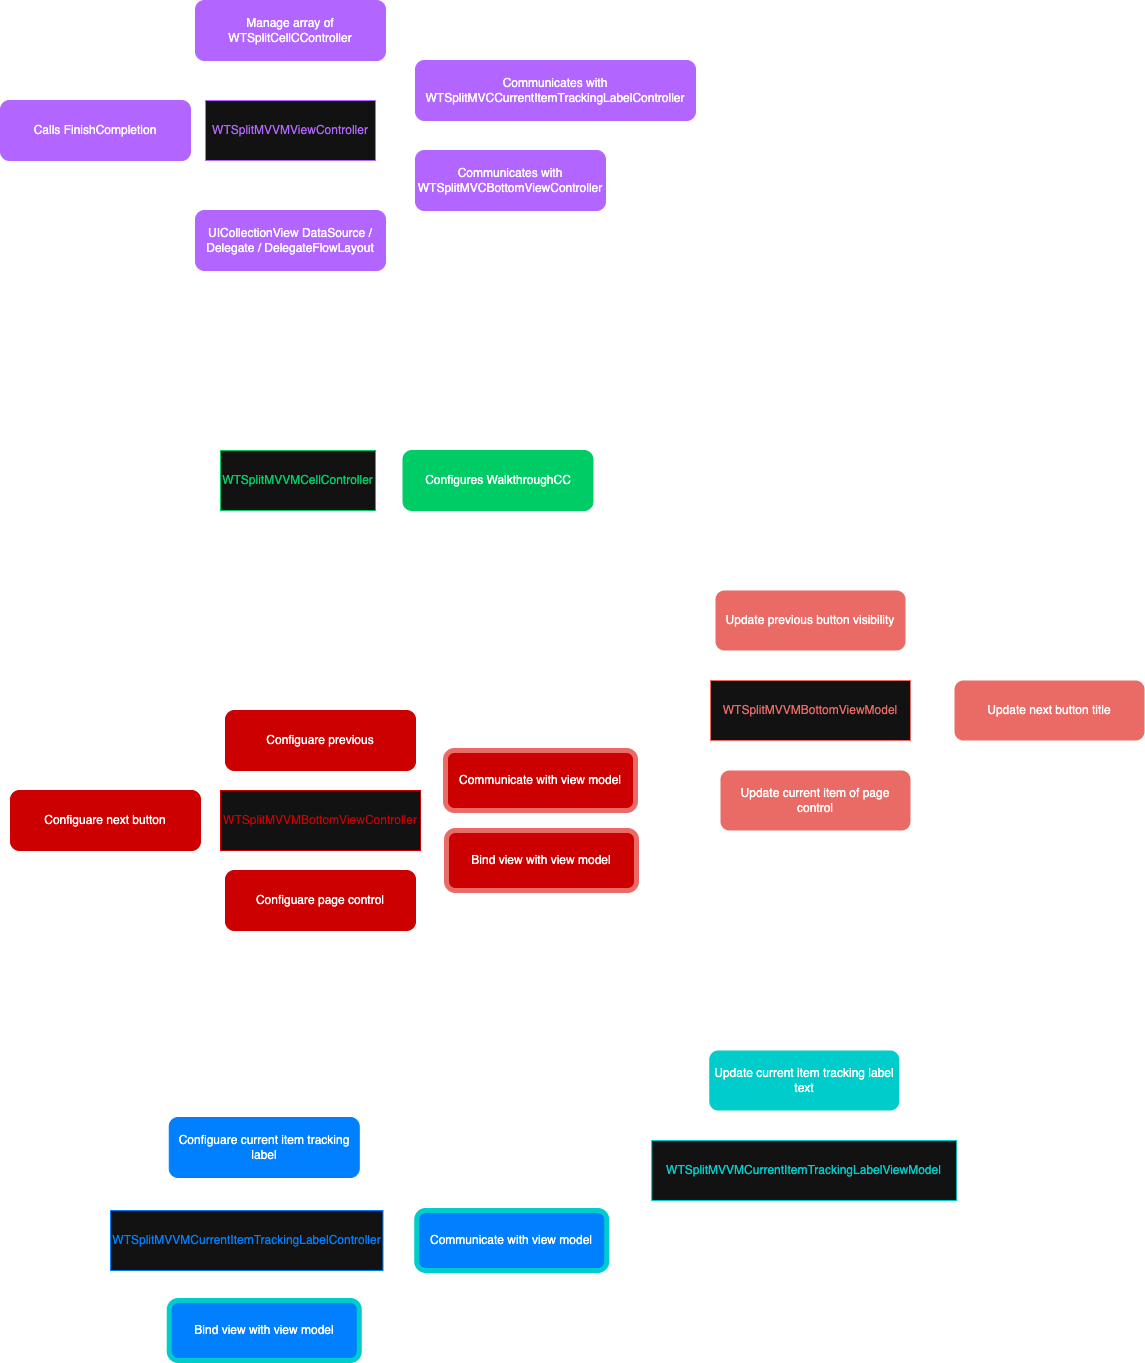 Manage array of
WTSplitCellCController
Communicates with
WTSplitMVCCurrentItemTrackingLabelController
Calls FinishCompletion
WTSplitMVVMViewController
Communicates with
WTSplitMVCBottomViewController
UICollectionView DataSource /
Delegate / DelegateFlowLayout
WTSplitMVVMCellController
Configures WalkthroughCC
Update previous button visibility
WTSplitMVVMBottomViewModel
Update next button title
Configuare previous
Communicate with view model
Update current item of page
control
Configuare next button
WTSplitMVVMBottomViewController
Bind view with view model
Configuare page control
Update current item tracking label
text
Configuare current item tracking
label
WTSplitMVVMCurrentItemTrackingLabelViewModel
WTSplitMVVMCurrentItemTrackingLabelController
Communicate with view model
Bind view with view model